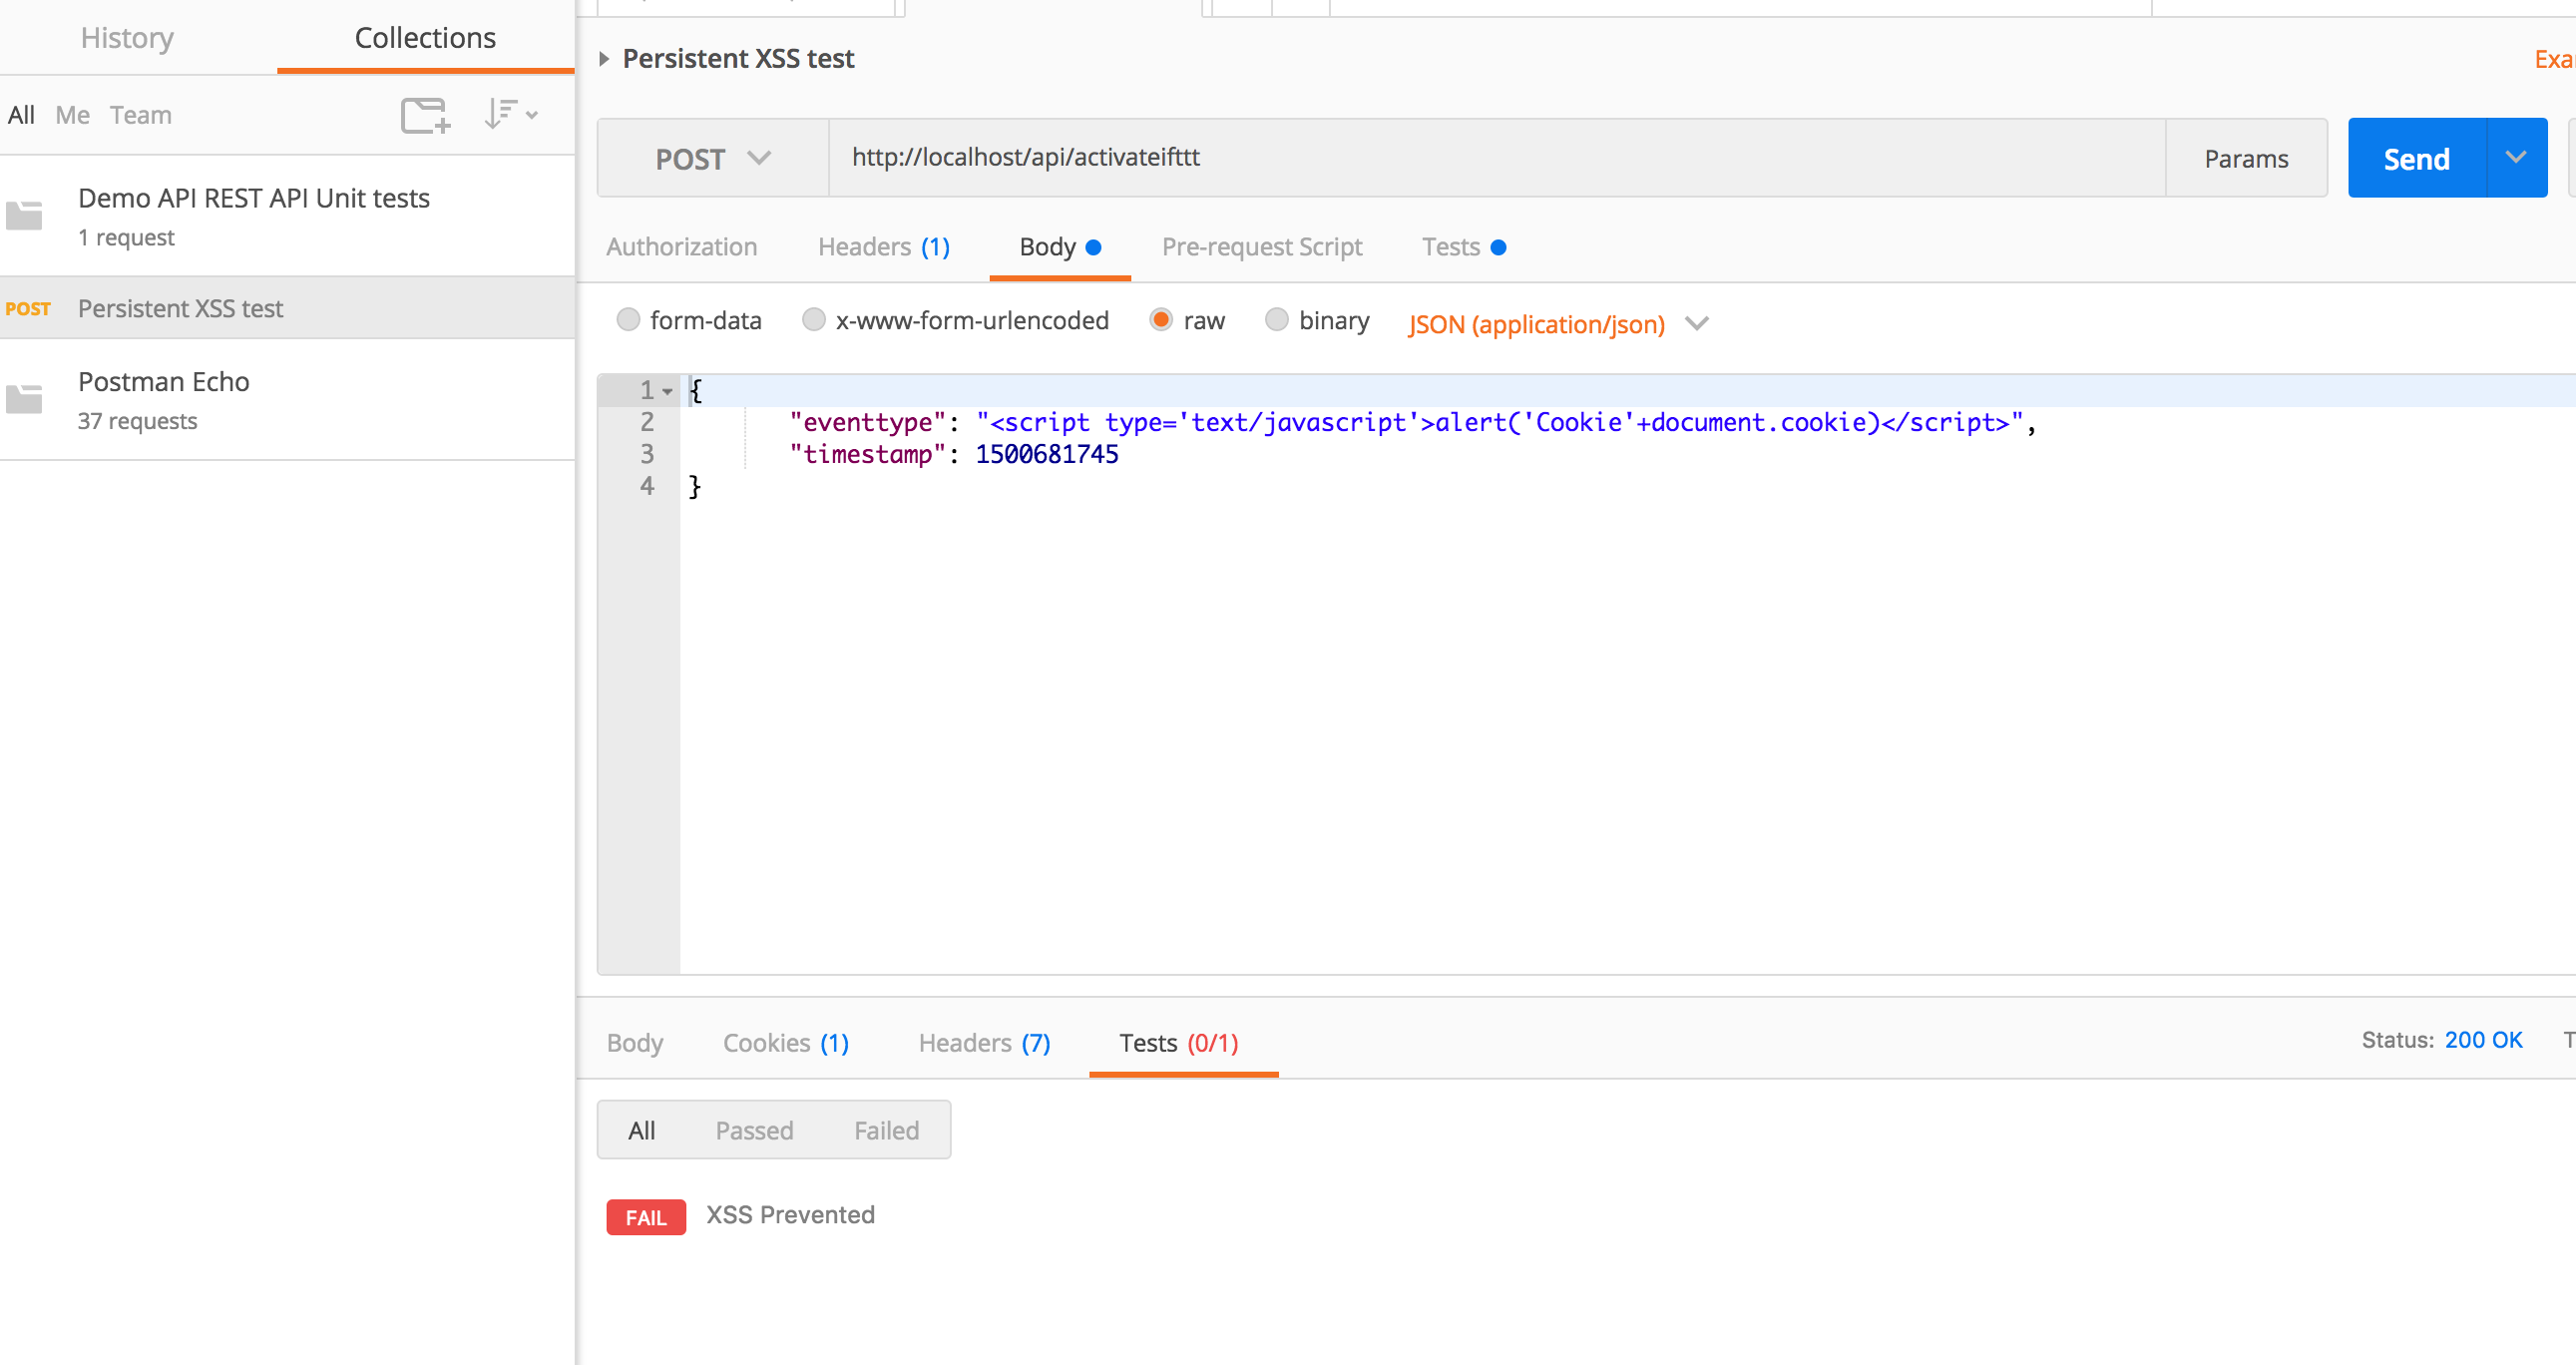 History
Collections
All Me Team
Demo API REST API Unit tests
1 request
POST Persistent XSS test
Postman Echo
37 requests
Persistent XSS test
POST
http://localhost/api/activateifttt
Params
Send
Authorization
Headers (1)
Body
Pre-request Script
Tests
form-data
x-www-form-urlencoded
raw
binary
JSON (application/json)
1 {
2 "eventtype": "<script type='text/javascript'>alert('Cookie'+document.cookie)</script>",
3 "timestamp": 1500681745
4 }
Body
Cookies (1)
Headers (7)
Tests (0/1)
Status: 200 OK
All
Passed
Failed
FAIL XSS Prevented